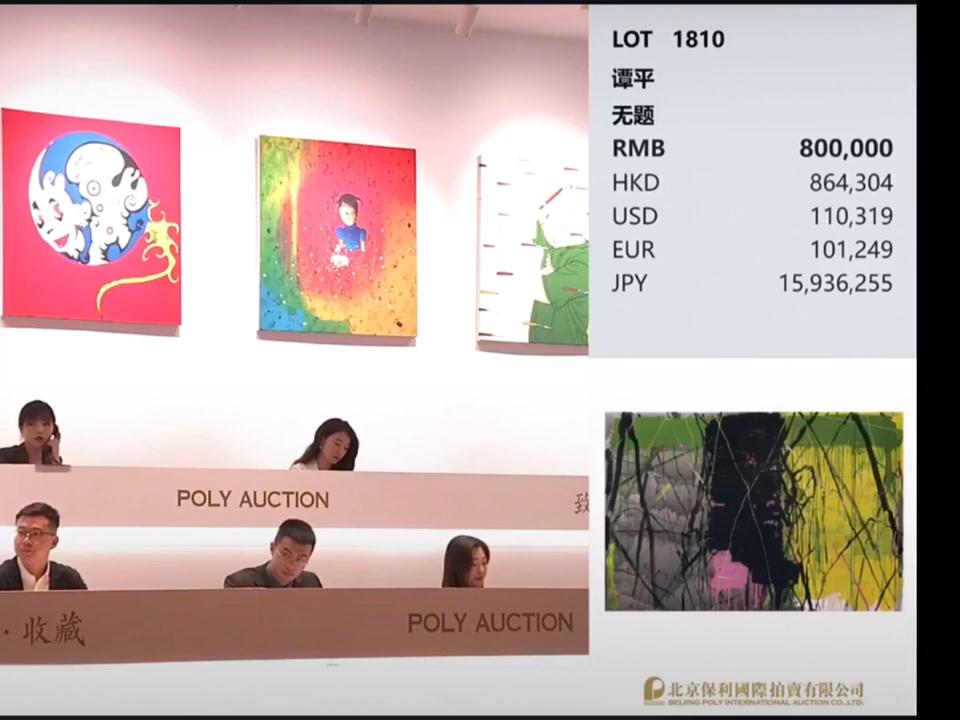 LOT 1810
谭平
无题
RMB 800,000
HKD 864,304
USD 110,319
EUR 101,249
JPY 15,936,255
POLY AUCTION
致
· 收藏
POLY AUCTION
北京保利國際拍賣有限公司
BEIJING POLY INTERNATIONAL AUCTION CO.,LTD.